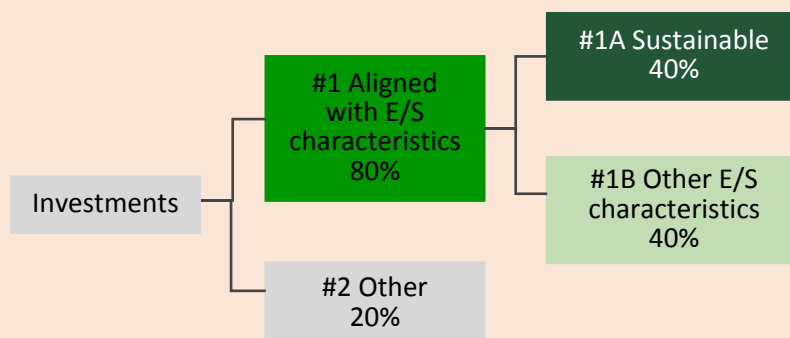 Investments
#1 Aligned
with E/S
characteristics
80%
#2 Other
20%
#1A Sustainable
40%
#1B Other E/S
characteristics
40%